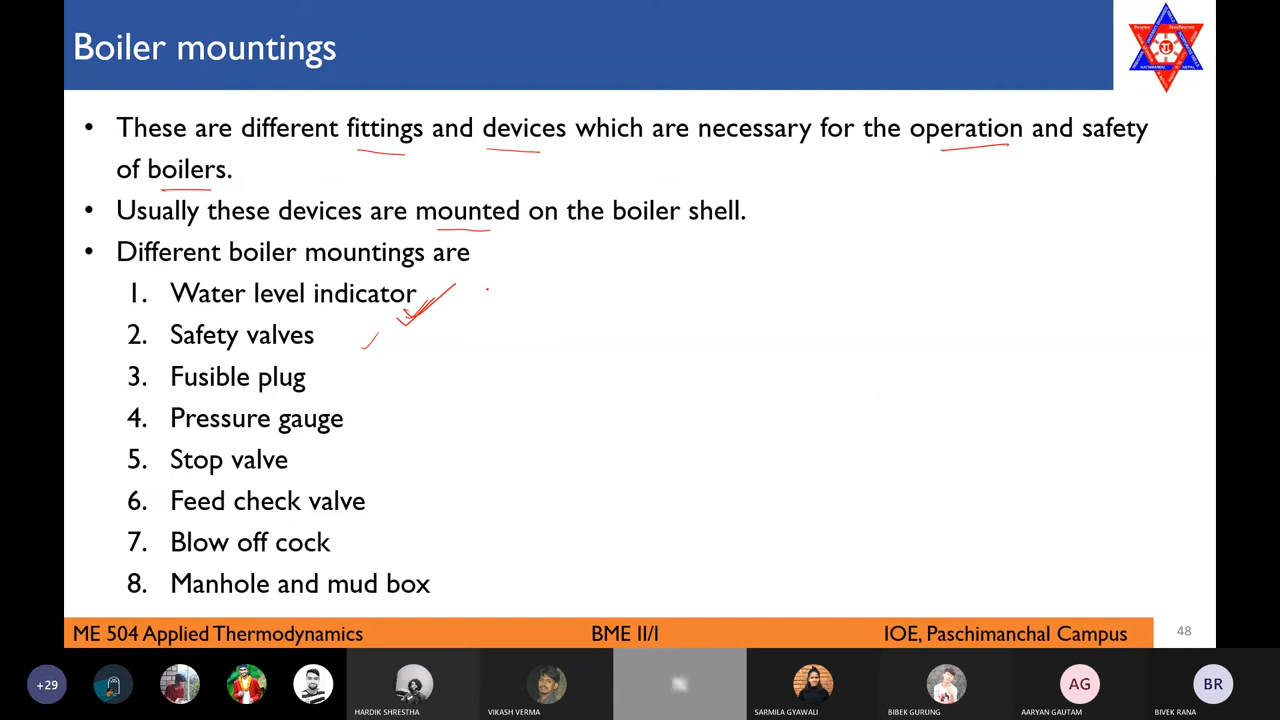 Boiler mountings
• These are different fittings and devices which are necessary for the operation and safety
of boilers.
• Usually these devices are mounted on the boiler shell.
• Different boiler mountings are
1. Water level indicator
2. Safety valves
3. Fusible plug
4. Pressure gauge
5. Stop valve
6. Feed check valve
7. Blow off cock
8. Manhole and mud box
ME 504 Applied Thermodynamics BME II/I IOE, Paschimanchal Campus 48
+29 AG BR
HARDIK SHRESTHA VIKASH VERMA SARMILA GYAWALI BIBEK GURUNG AARYAN GAUTAM BIVEK RANA